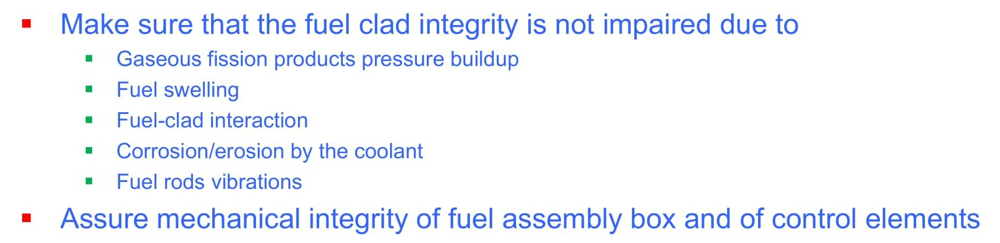 Make sure that the fuel clad integrity is not impaired due to
Gaseous fission products pressure buildup
Fuel swelling
Fuel-clad interaction
Corrosion/erosion by the coolant
Fuel rods vibrations
Assure mechanical integrity of fuel assembly box and of control elements